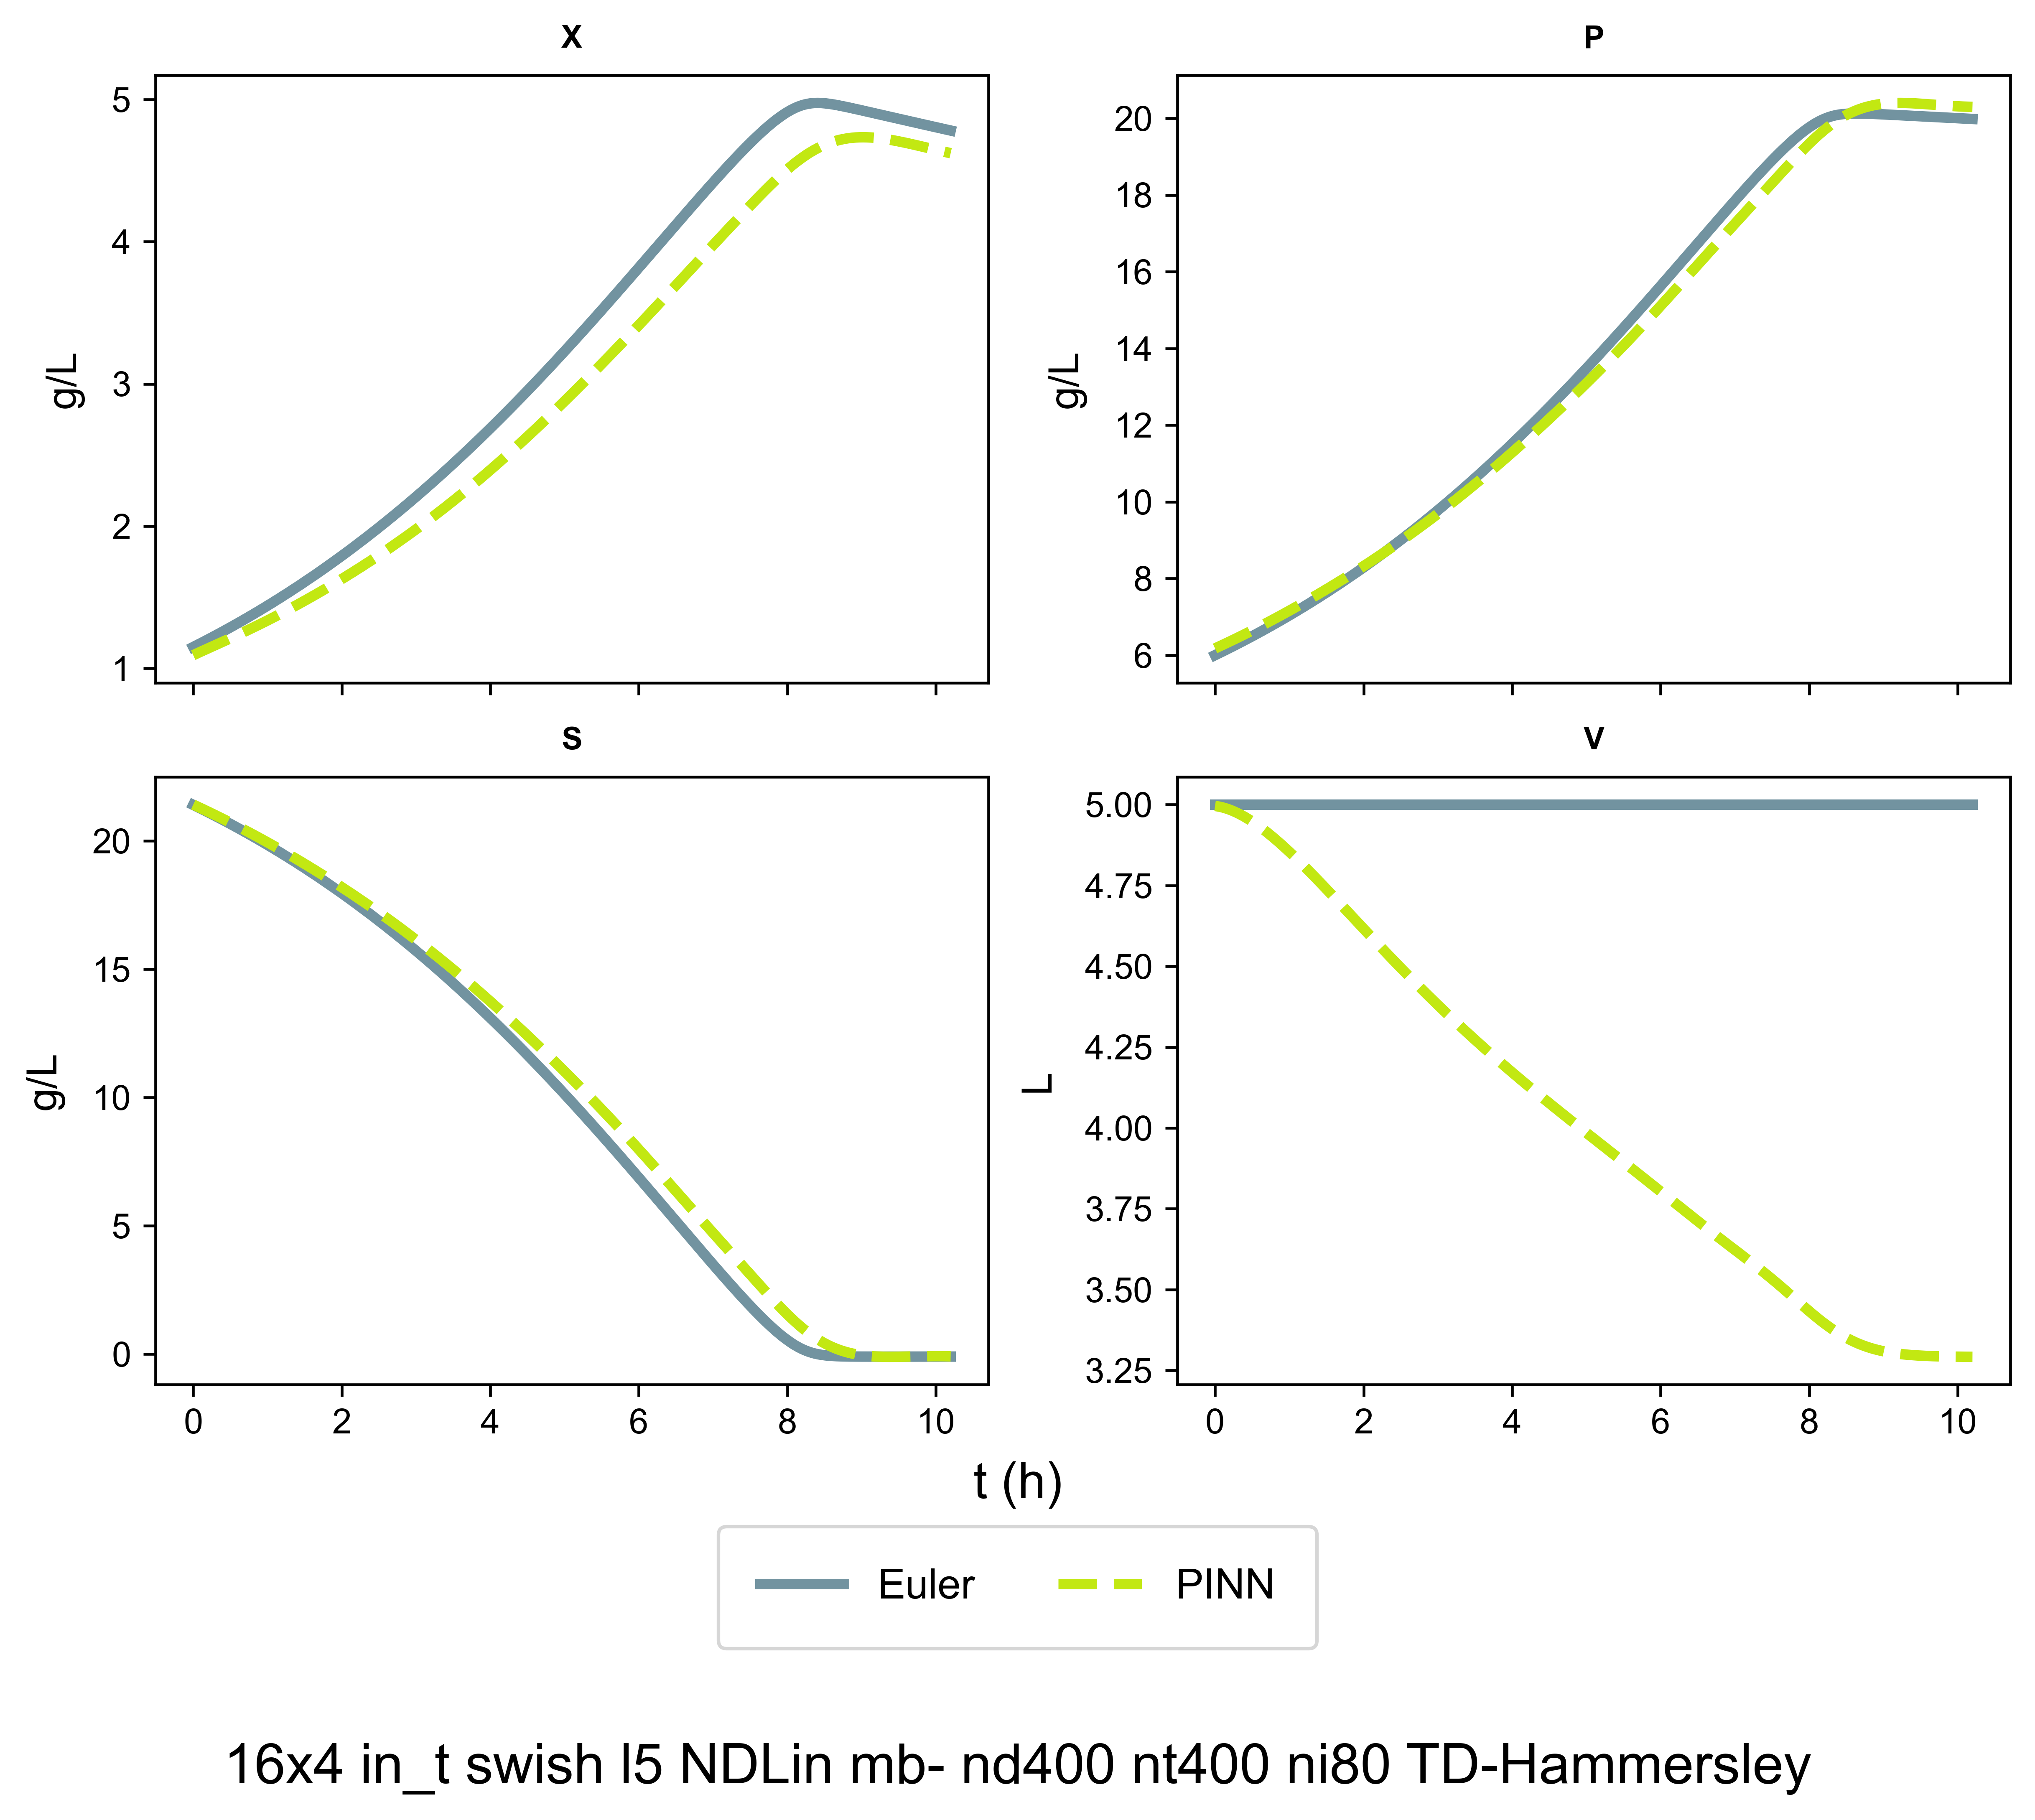 X
P
5
4
3
2
1
g/L
20
18
16
14
12
10
8
6
g/L
S
V
20
15
10
5
0
g/L
0 2 4 6 8 10
5.00
4.75
4.50
4.25
4.00
3.75
3.50
3.25
L
0 2 4 6 8 10
t (h)
Euler PINN
16x4 in_t swish l5 NDLin mb- nd400 nt400 ni80 TD-Hammersley